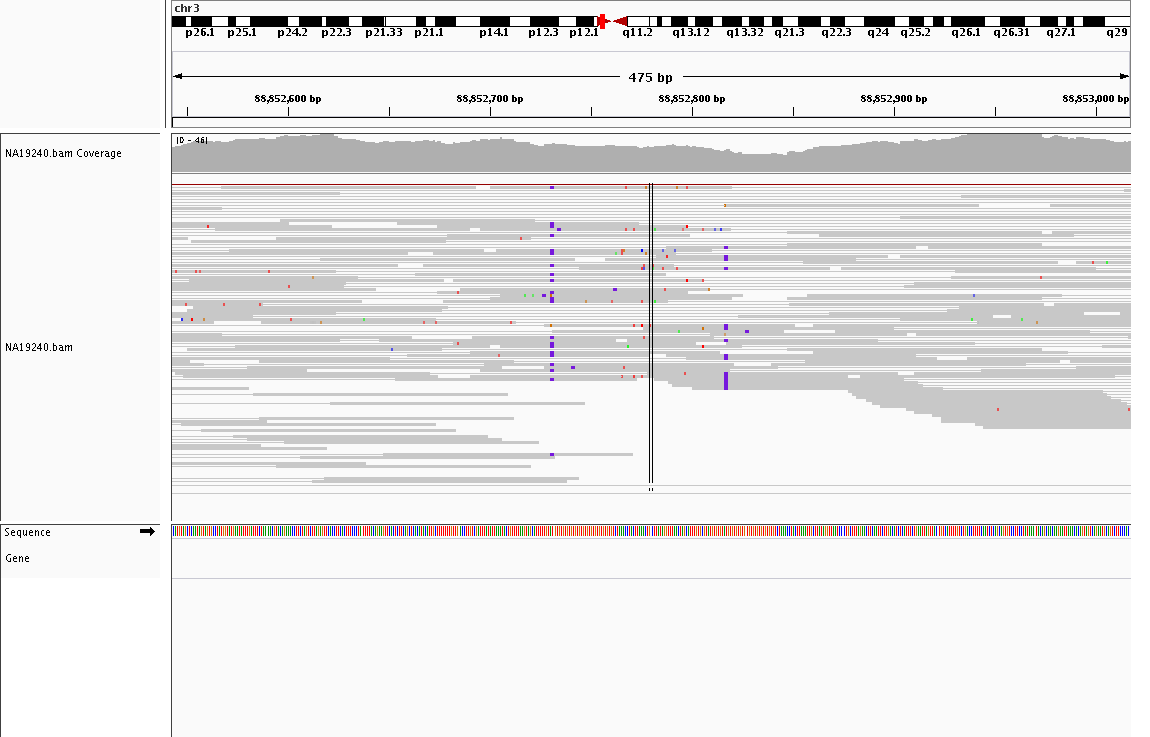 chr3
p26.1 p25.1 p24.2 p22.3 p21.33 p21.1 p14.1 p12.3 p12.1 q11.2 q13.12 q13.32 q21.3 q22.3 q24 q25.2 q26.1 q26.31 q27.1 q29
475 bp
88,852,600 bp 88,852,700 bp 88,852,800 bp 88,852,900 bp 88,853,000 bp
[0 - 46]
NA19240.bam Coverage
NA19240.bam
Sequence
Gene